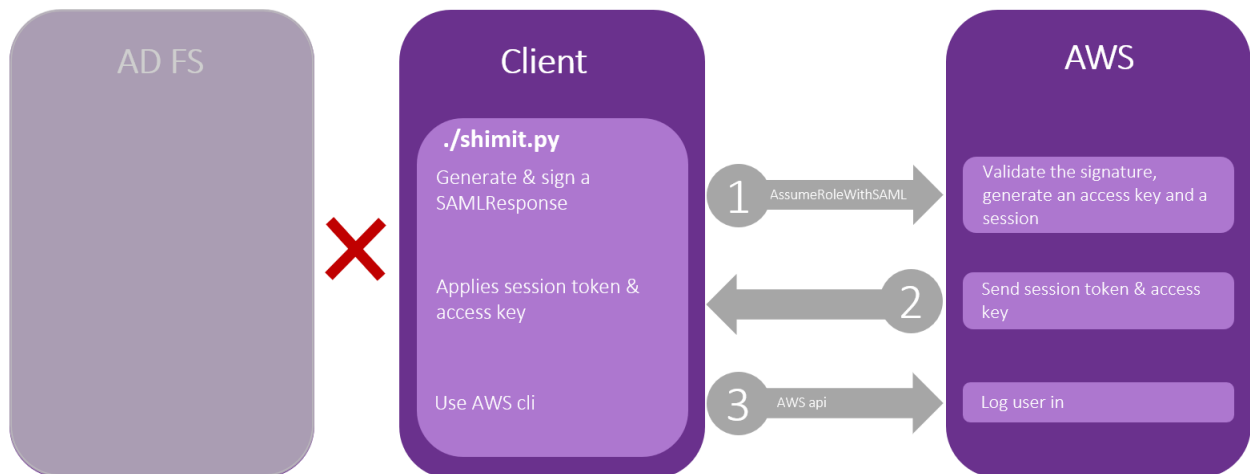 AD FS
Client
AWS
./shimit.py
Generate & sign a
SAMLResponse
1
AssumeRoleWithSAML
Validate the signature,
generate an access key and a
session
Applies session token &
access key
2
Send session token & access
key
Use AWS cli
3
AWS api
Log user in